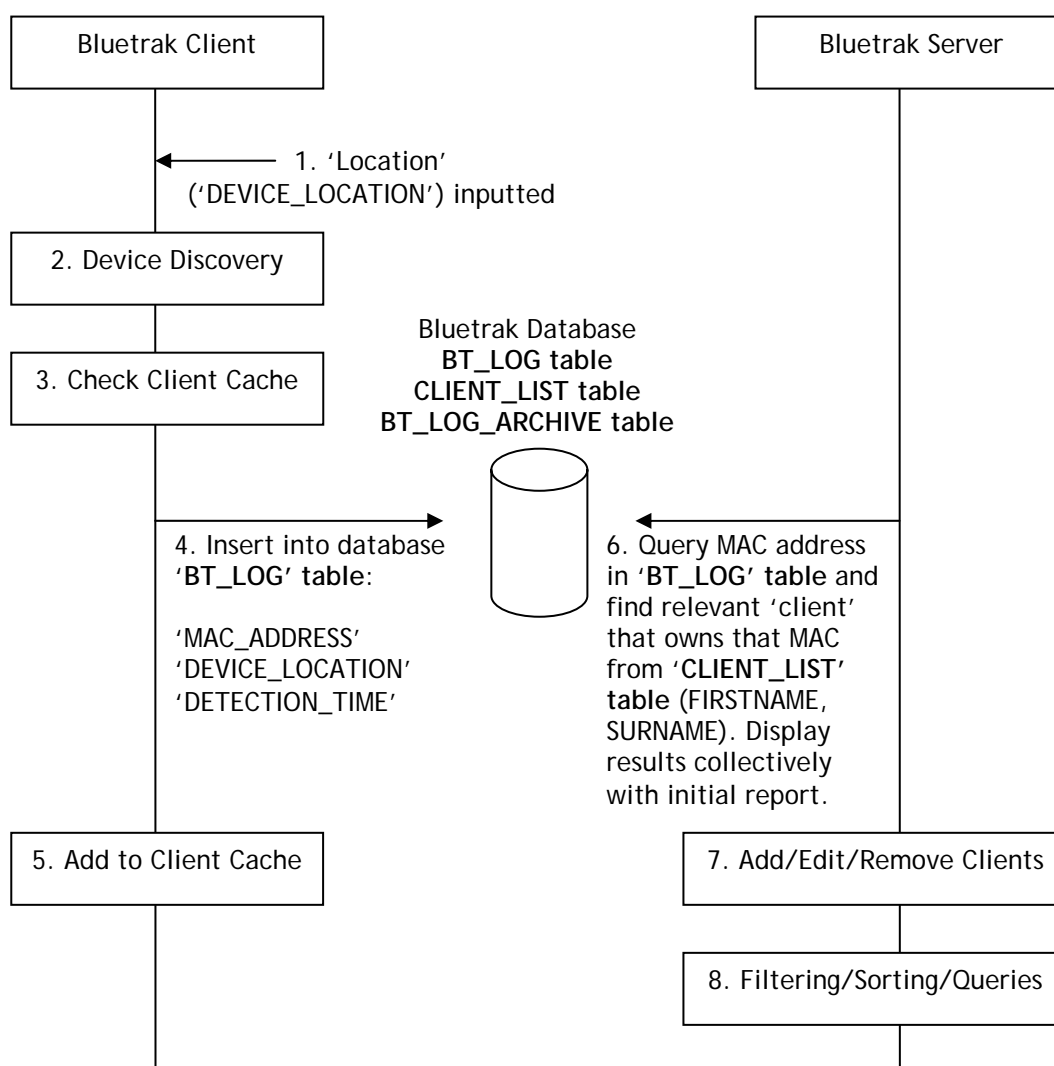 Bluetrak Client
Bluetrak Server
1. ‘Location’
(‘DEVICE_LOCATION’) inputted
2. Device Discovery
3. Check Client Cache
Bluetrak Database
BT_LOG table
CLIENT_LIST table
BT_LOG_ARCHIVE table
4. Insert into database
‘BT_LOG’ table:
‘MAC_ADDRESS’
‘DEVICE_LOCATION’
‘DETECTION_TIME’
6. Query MAC address
in ‘BT_LOG’ table and
find relevant ‘client’
that owns that MAC
from ‘CLIENT_LIST’
table (FIRSTNAME,
SURNAME). Display
results collectively
with initial report.
5. Add to Client Cache
7. Add/Edit/Remove Clients
8. Filtering/Sorting/Queries